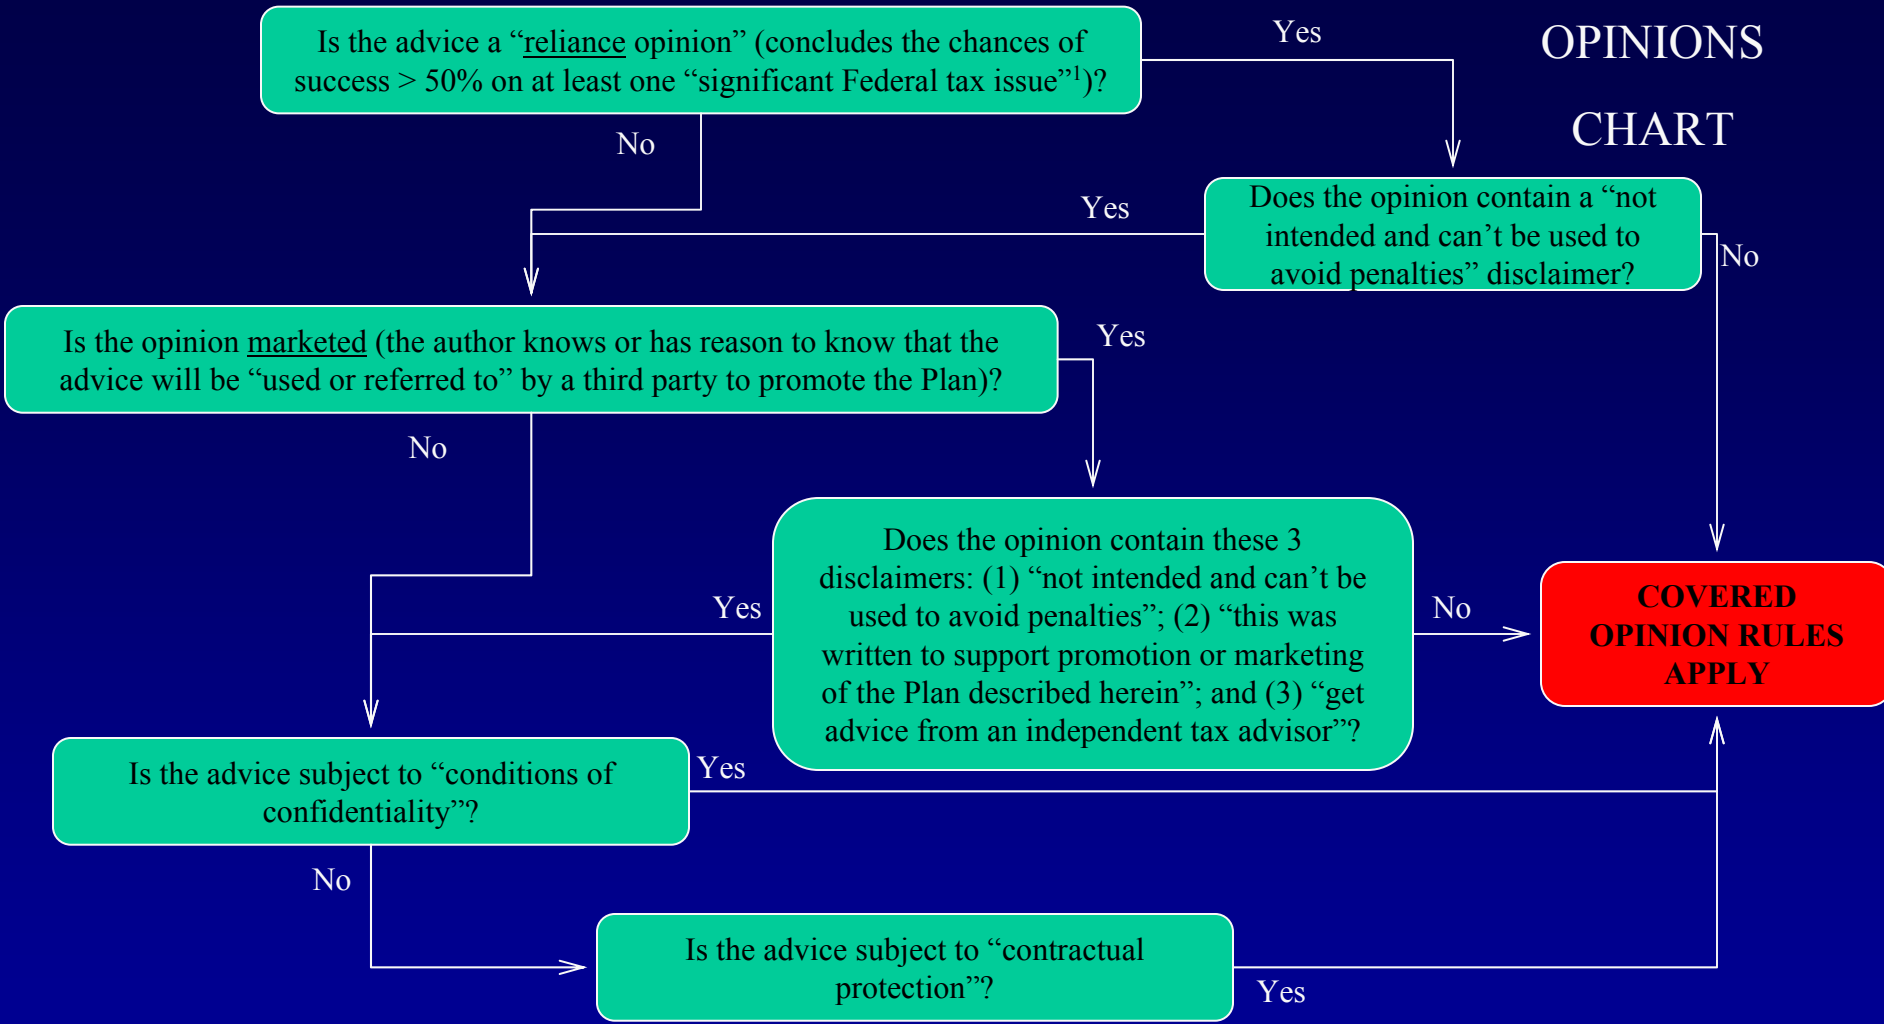 OPINIONS
CHART
Is the advice a “reliance opinion” (concludes the chances of
success > 50% on at least one “significant Federal tax issue”1)?
Yes
No
Does the opinion contain a “not
intended and can’t be used to
avoid penalties” disclaimer?
Yes
No
Is the opinion marketed (the author knows or has reason to know that the
advice will be “used or referred to” by a third party to promote the Plan)?
Yes
No
Does the opinion contain these 3
disclaimers: (1) “not intended and can’t be
used to avoid penalties”; (2) “this was
written to support promotion or marketing
of the Plan described herein”; and (3) “get
advice from an independent tax advisor”?
Yes
No
COVERED
OPINION RULES
APPLY
Is the advice subject to “conditions of
confidentiality”?
Yes
No
Is the advice subject to “contractual
protection”?
Yes